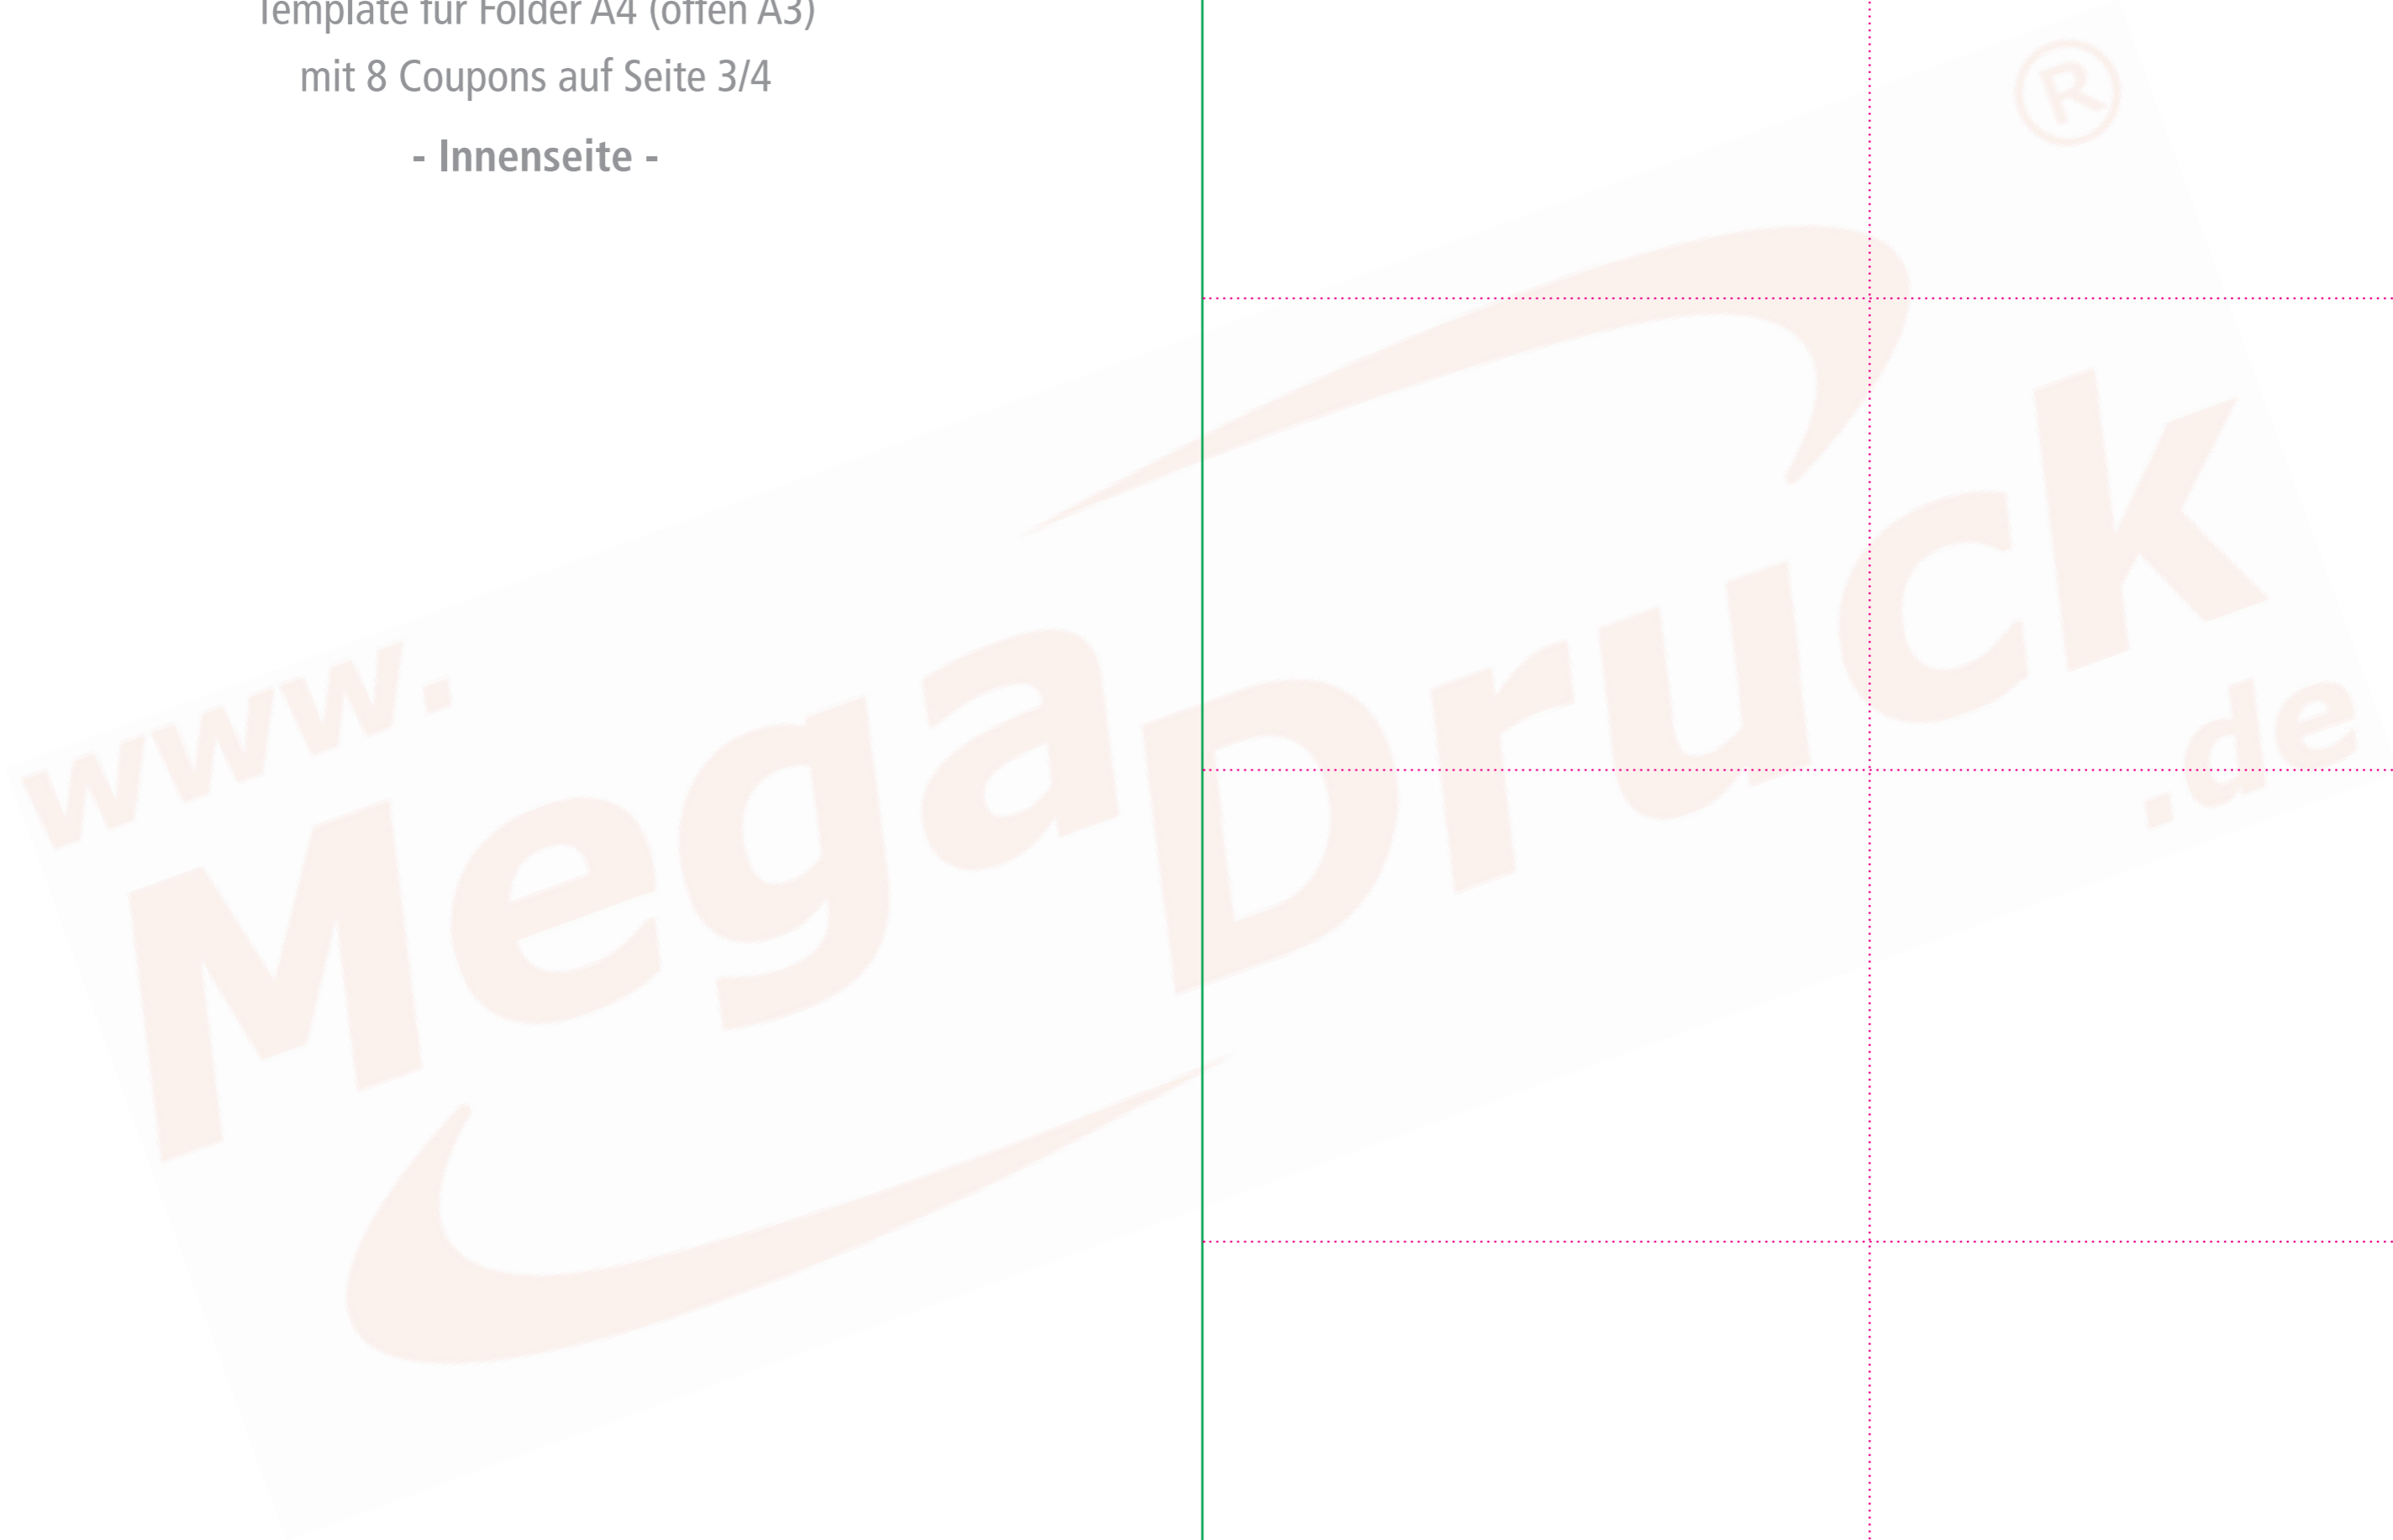 Template für Folder A4 (offen A3)
mit 8 Coupons auf Seite 3/4
- Innenseite -
®
www.
MegaDruck
.de